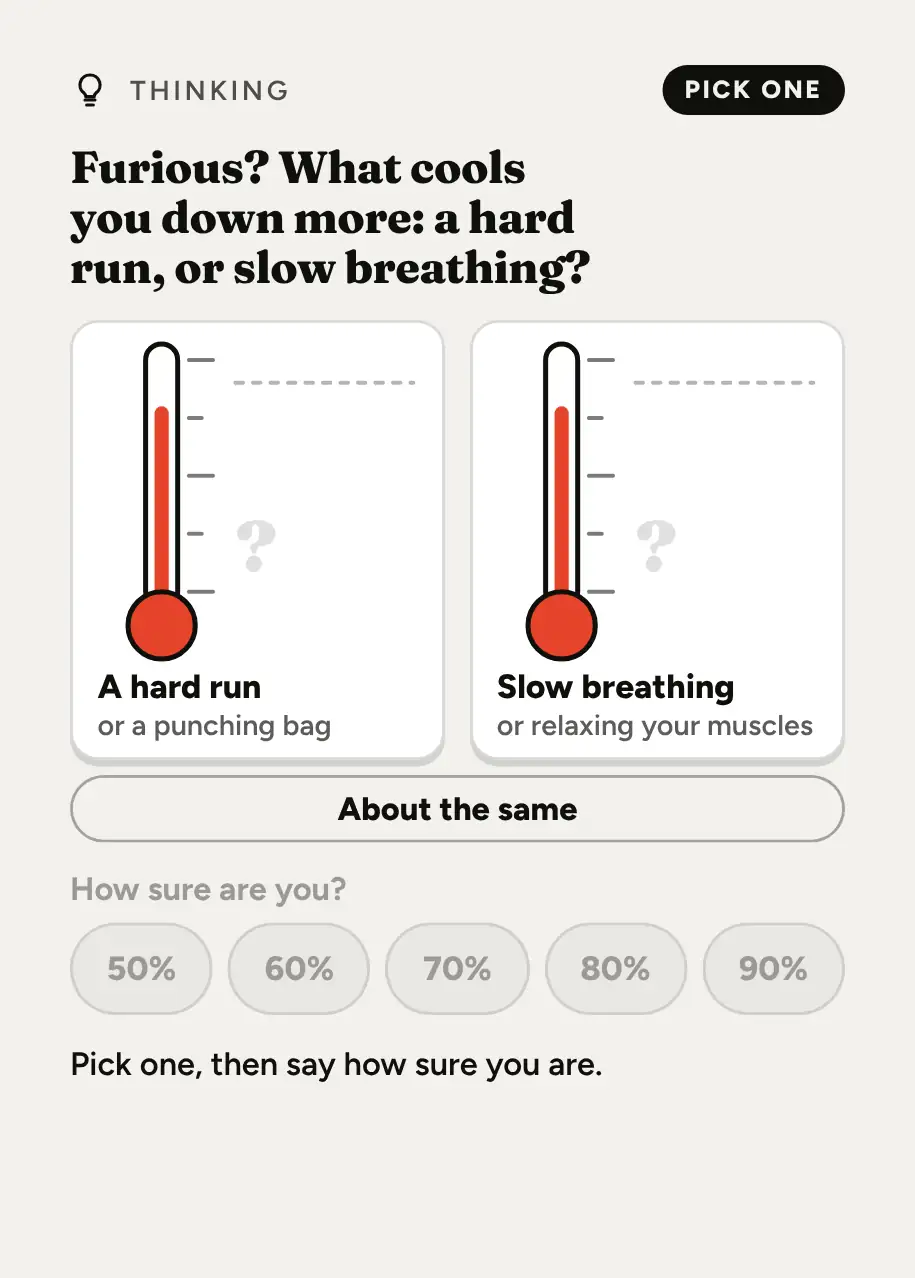 THINKING
PICK ONE
Furious? What cools
you down more: a hard
run, or slow breathing?
?
?
A hard run
or a punching bag
Slow breathing
or relaxing your muscles
About the same
How sure are you?
50%
60%
70%
80%
90%
Pick one, then say how sure you are.